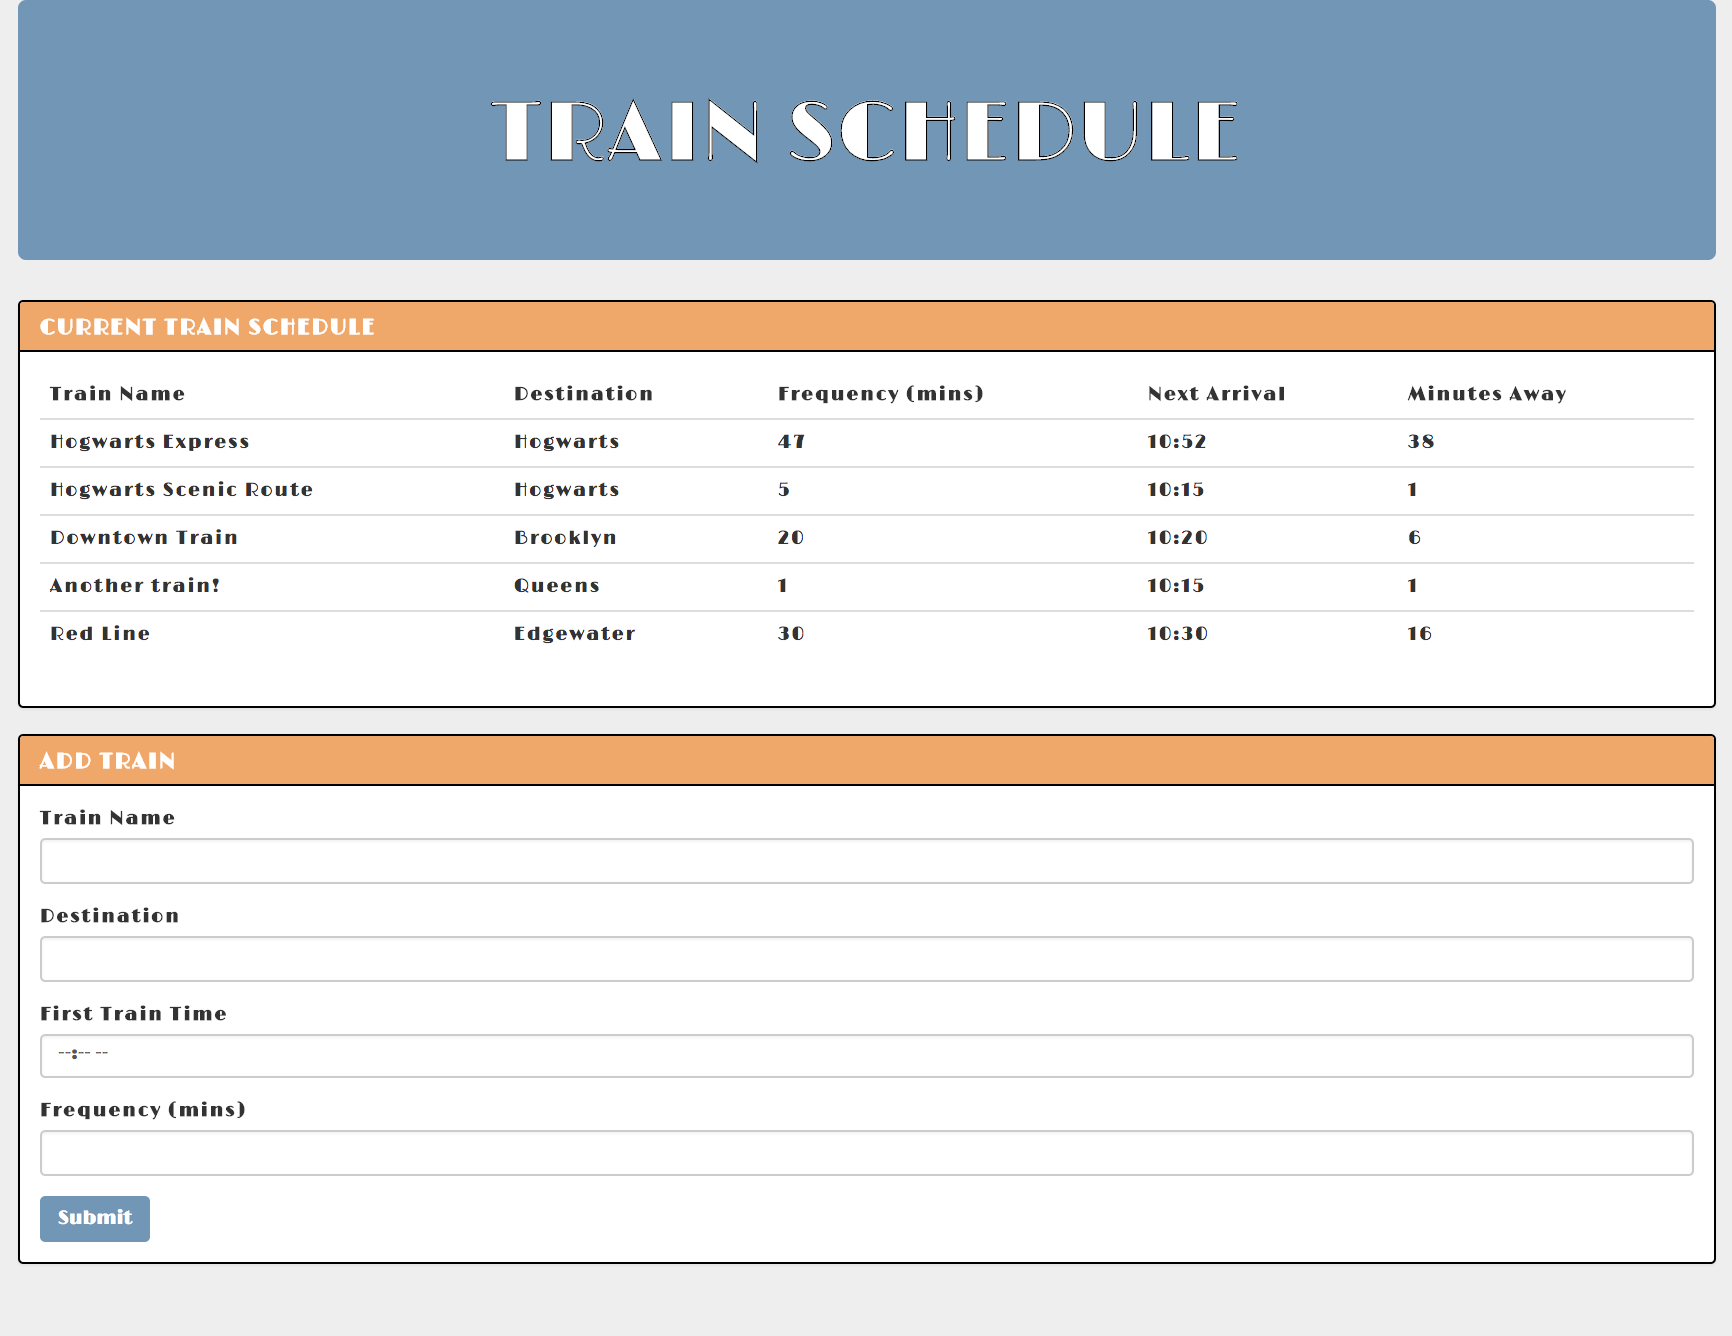 TRAIN SCHEDULE
CURRENT TRAIN SCHEDULE
Train Name Destination Frequency (mins) Next Arrival Minutes Away
Hogwarts Express Hogwarts 47 10:52 38
Hogwarts Scenic Route Hogwarts 5 10:15 1
Downtown Train Brooklyn 20 10:20 6
Another train! Queens 1 10:15 1
Red Line Edgewater 30 10:30 16
ADD TRAIN
Train Name
Destination
First Train Time
--:-- --
Frequency (mins)
Submit